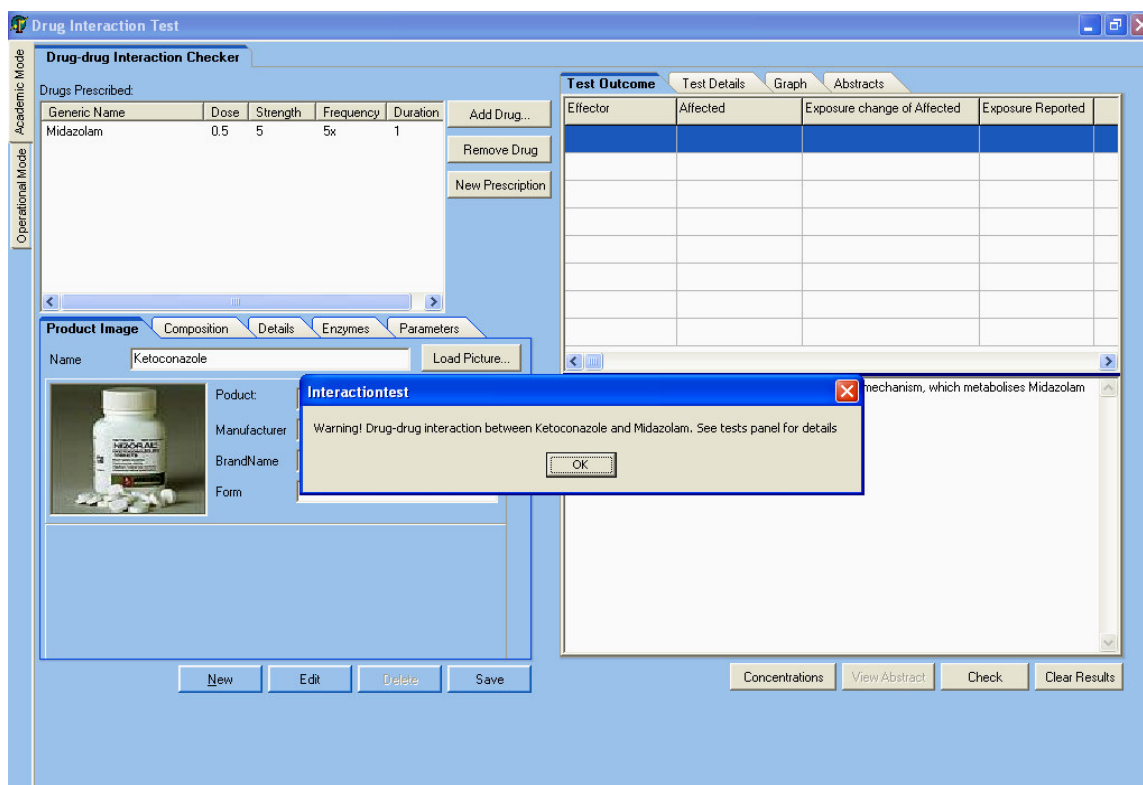 Drug Interaction Test
Academic Mode
Operational Mode
Drug-drug Interaction Checker
Drugs Prescribed:
Generic Name Dose Strength Frequency Duration
Midazolam 0.5 5 5x 1
Add Drug...
Remove Drug
New Prescription
Test Outcome Test Details Graph Abstracts
Effector Affected Exposure change of Affected Exposure Reported
Product Image Composition Details Enzymes Parameters
Name Ketoconazole Load Picture...
NIZORAL
Poduct:
Manufacturer
BrandName
Form
mechanism, which metabolises Midazolam
Interactiontest
Warning! Drug-drug interaction between Ketoconazole and Midazolam. See tests panel for details
OK
New Edit Delete Save
Concentrations View Abstract Check Clear Results